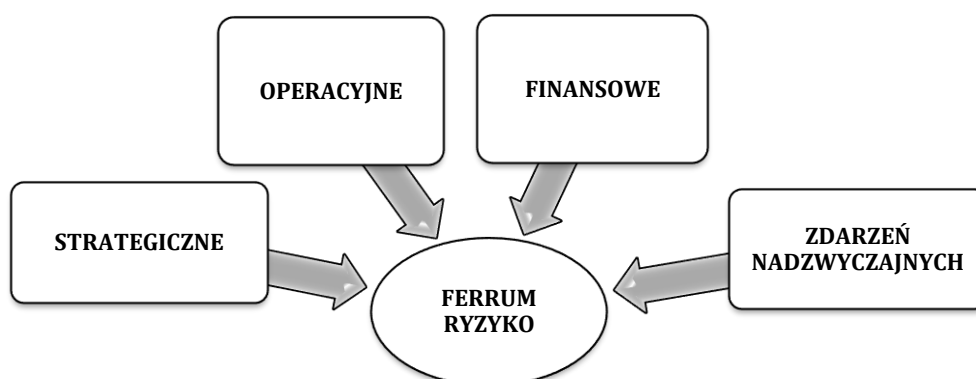 OPERACYJNE
FINANSOWE
STRATEGICZNE
ZDARZEŃ
NADZWYCZAJNYCH
FERRUM
RYZYKO